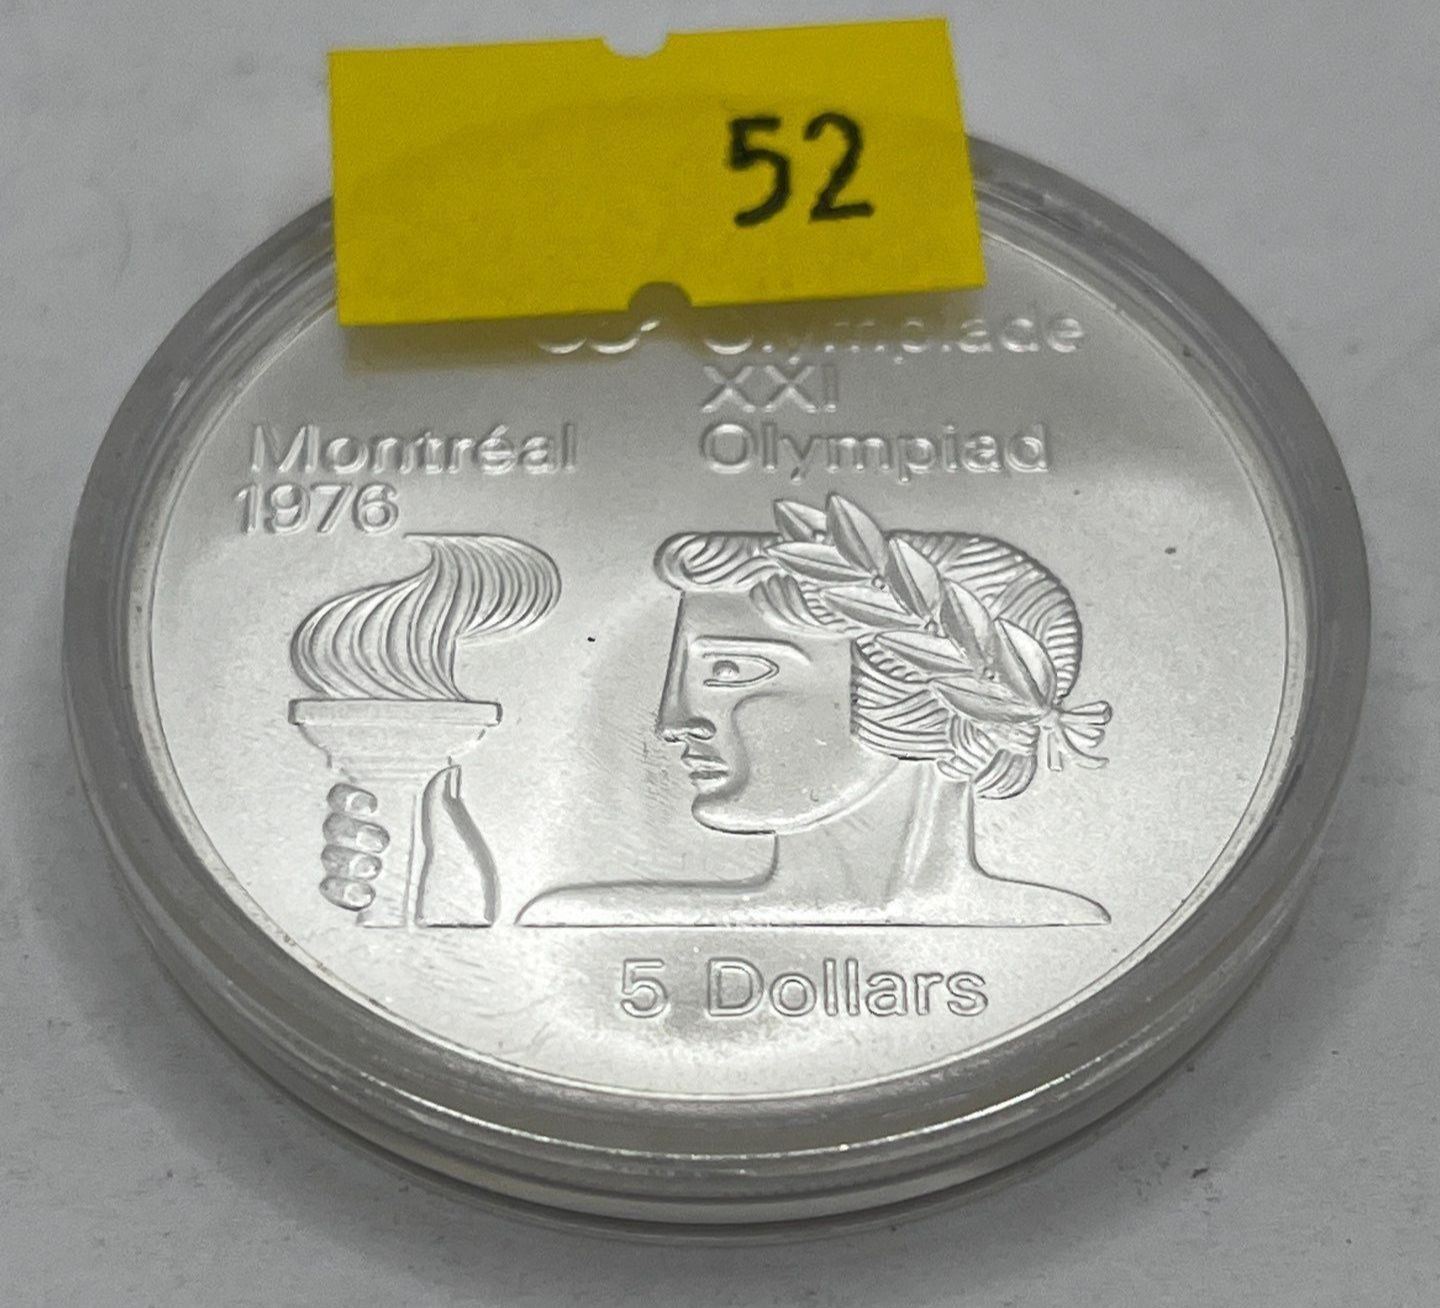 52
Olympiade
XXI
Montréal Olympiad
1976
5 Dollars